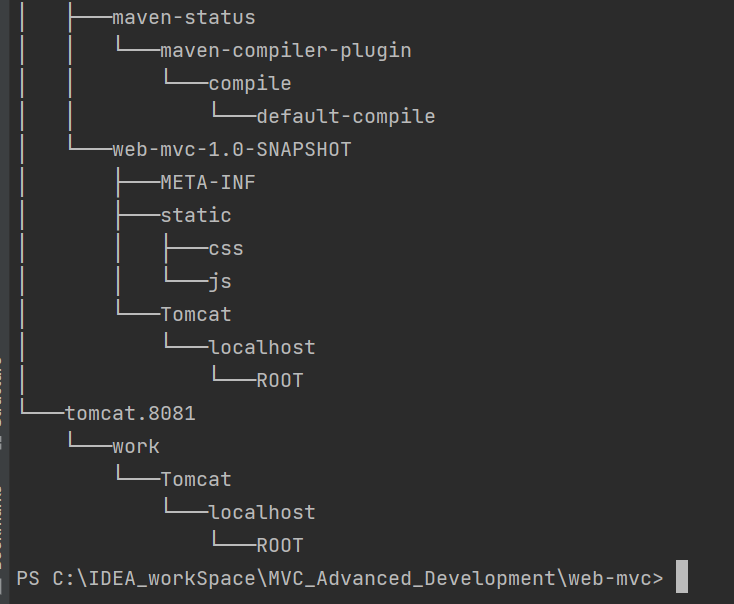 │   ├───maven-status
│   │   └───maven-compiler-plugin
│   │       └───compile
│   │           └───default-compile
│   └───web-mvc-1.0-SNAPSHOT
│       ├───META-INF
│       ├───static
│       │   ├───css
│       │   └───js
│       └───Tomcat
│           └───localhost
│               └───ROOT
└───tomcat.8081
    └───work
        └───Tomcat
            └───localhost
                └───ROOT
PS C:\IDEA_workSpace\MVC_Advanced_Development\web-mvc>